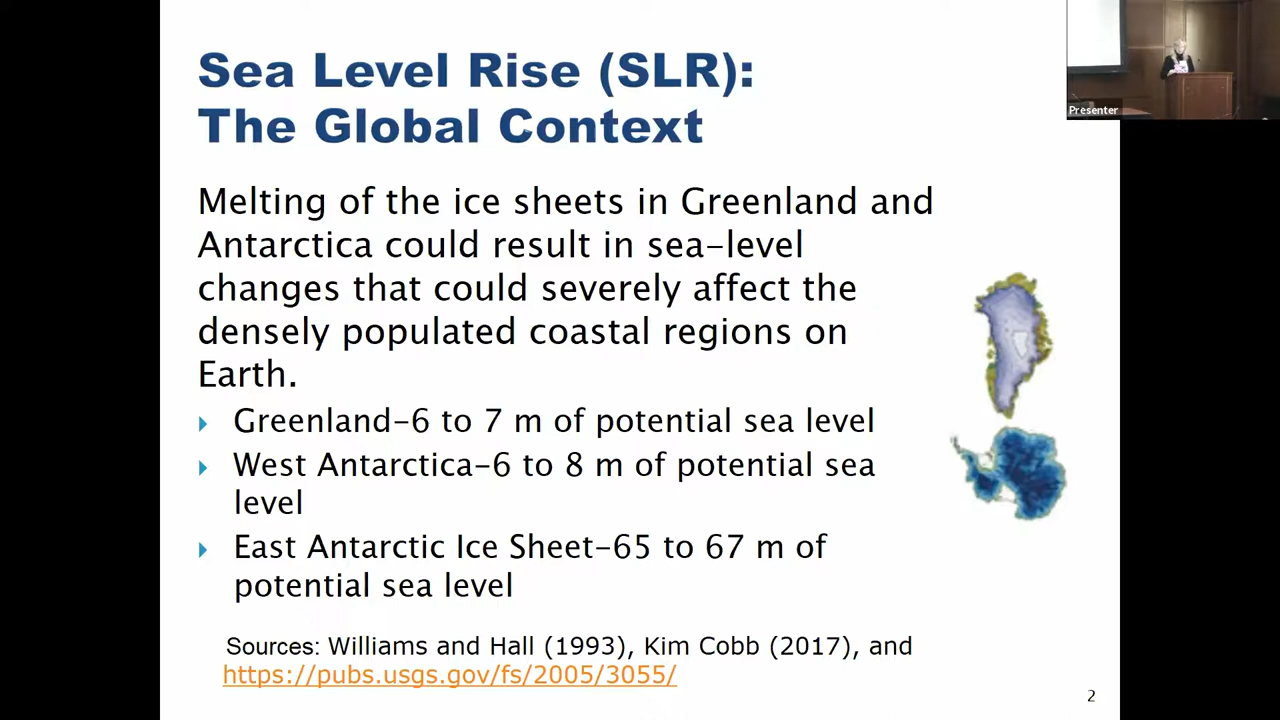 Sea Level Rise (SLR):
The Global Context
Melting of the ice sheets in Greenland and
Antarctica could result in sea-level
changes that could severely affect the
densely populated coastal regions on
Earth.
Greenland-6 to 7 m of potential sea level
West Antarctica-6 to 8 m of potential sea
level
East Antarctic Ice Sheet-65 to 67 m of
potential sea level
Sources: Williams and Hall (1993), Kim Cobb (2017), and
https://pubs.usgs.gov/fs/2005/3055/
2
Presenter